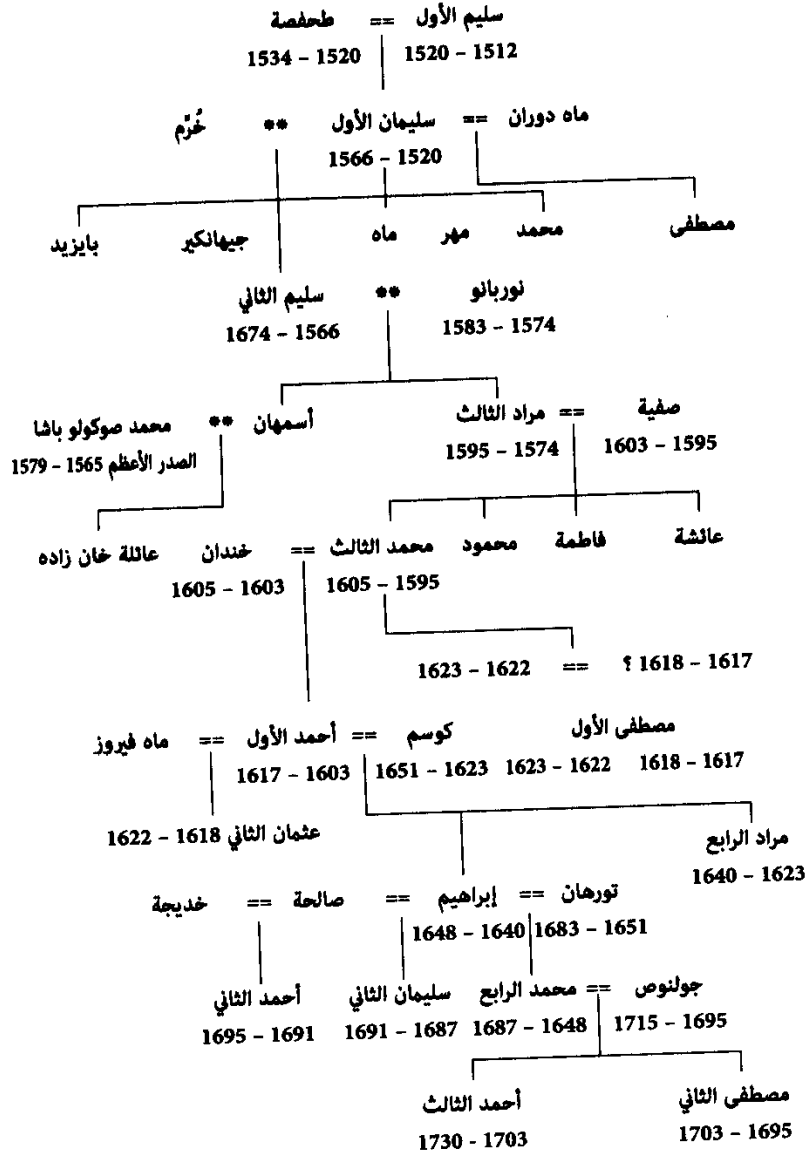 سليم الأول == طحفصة
1512 – 1520 1520 – 1534
ماه دوران == سليمان الأول ** خُرَّم
1520 – 1566
مصطفى محمد مهر ماه جيهانكير بايزيد
نوربانو ** سليم الثاني
1574 – 1583 1566 – 1674
صفية == مراد الثالث أسمهان ** محمد صوكولو باشا
1595 – 1603 1574 – 1595 الصدر الأعظم 1565 – 1579
عائشة فاطمة محمود محمد الثالث == خندان عائلة خان زاده
1595 – 1605 1603 – 1605
1617 – 1618 ؟ == 1622 – 1623
مصطفى الأول كوسم == أحمد الأول == ماه فيروز
1617 – 1618 1622 – 1623 1623 – 1651 1603 – 1617
مراد الرابع عثمان الثاني 1618 – 1622
1623 – 1640
تورهان == إبراهيم == صالحة == خديجة
1651 – 1683 1640 – 1648
جولنوص == محمد الرابع سليمان الثاني أحمد الثاني
1695 – 1715 1648 – 1687 1687 – 1691 1691 – 1695
مصطفى الثاني أحمد الثالث
1695 – 1703 1703 - 1730